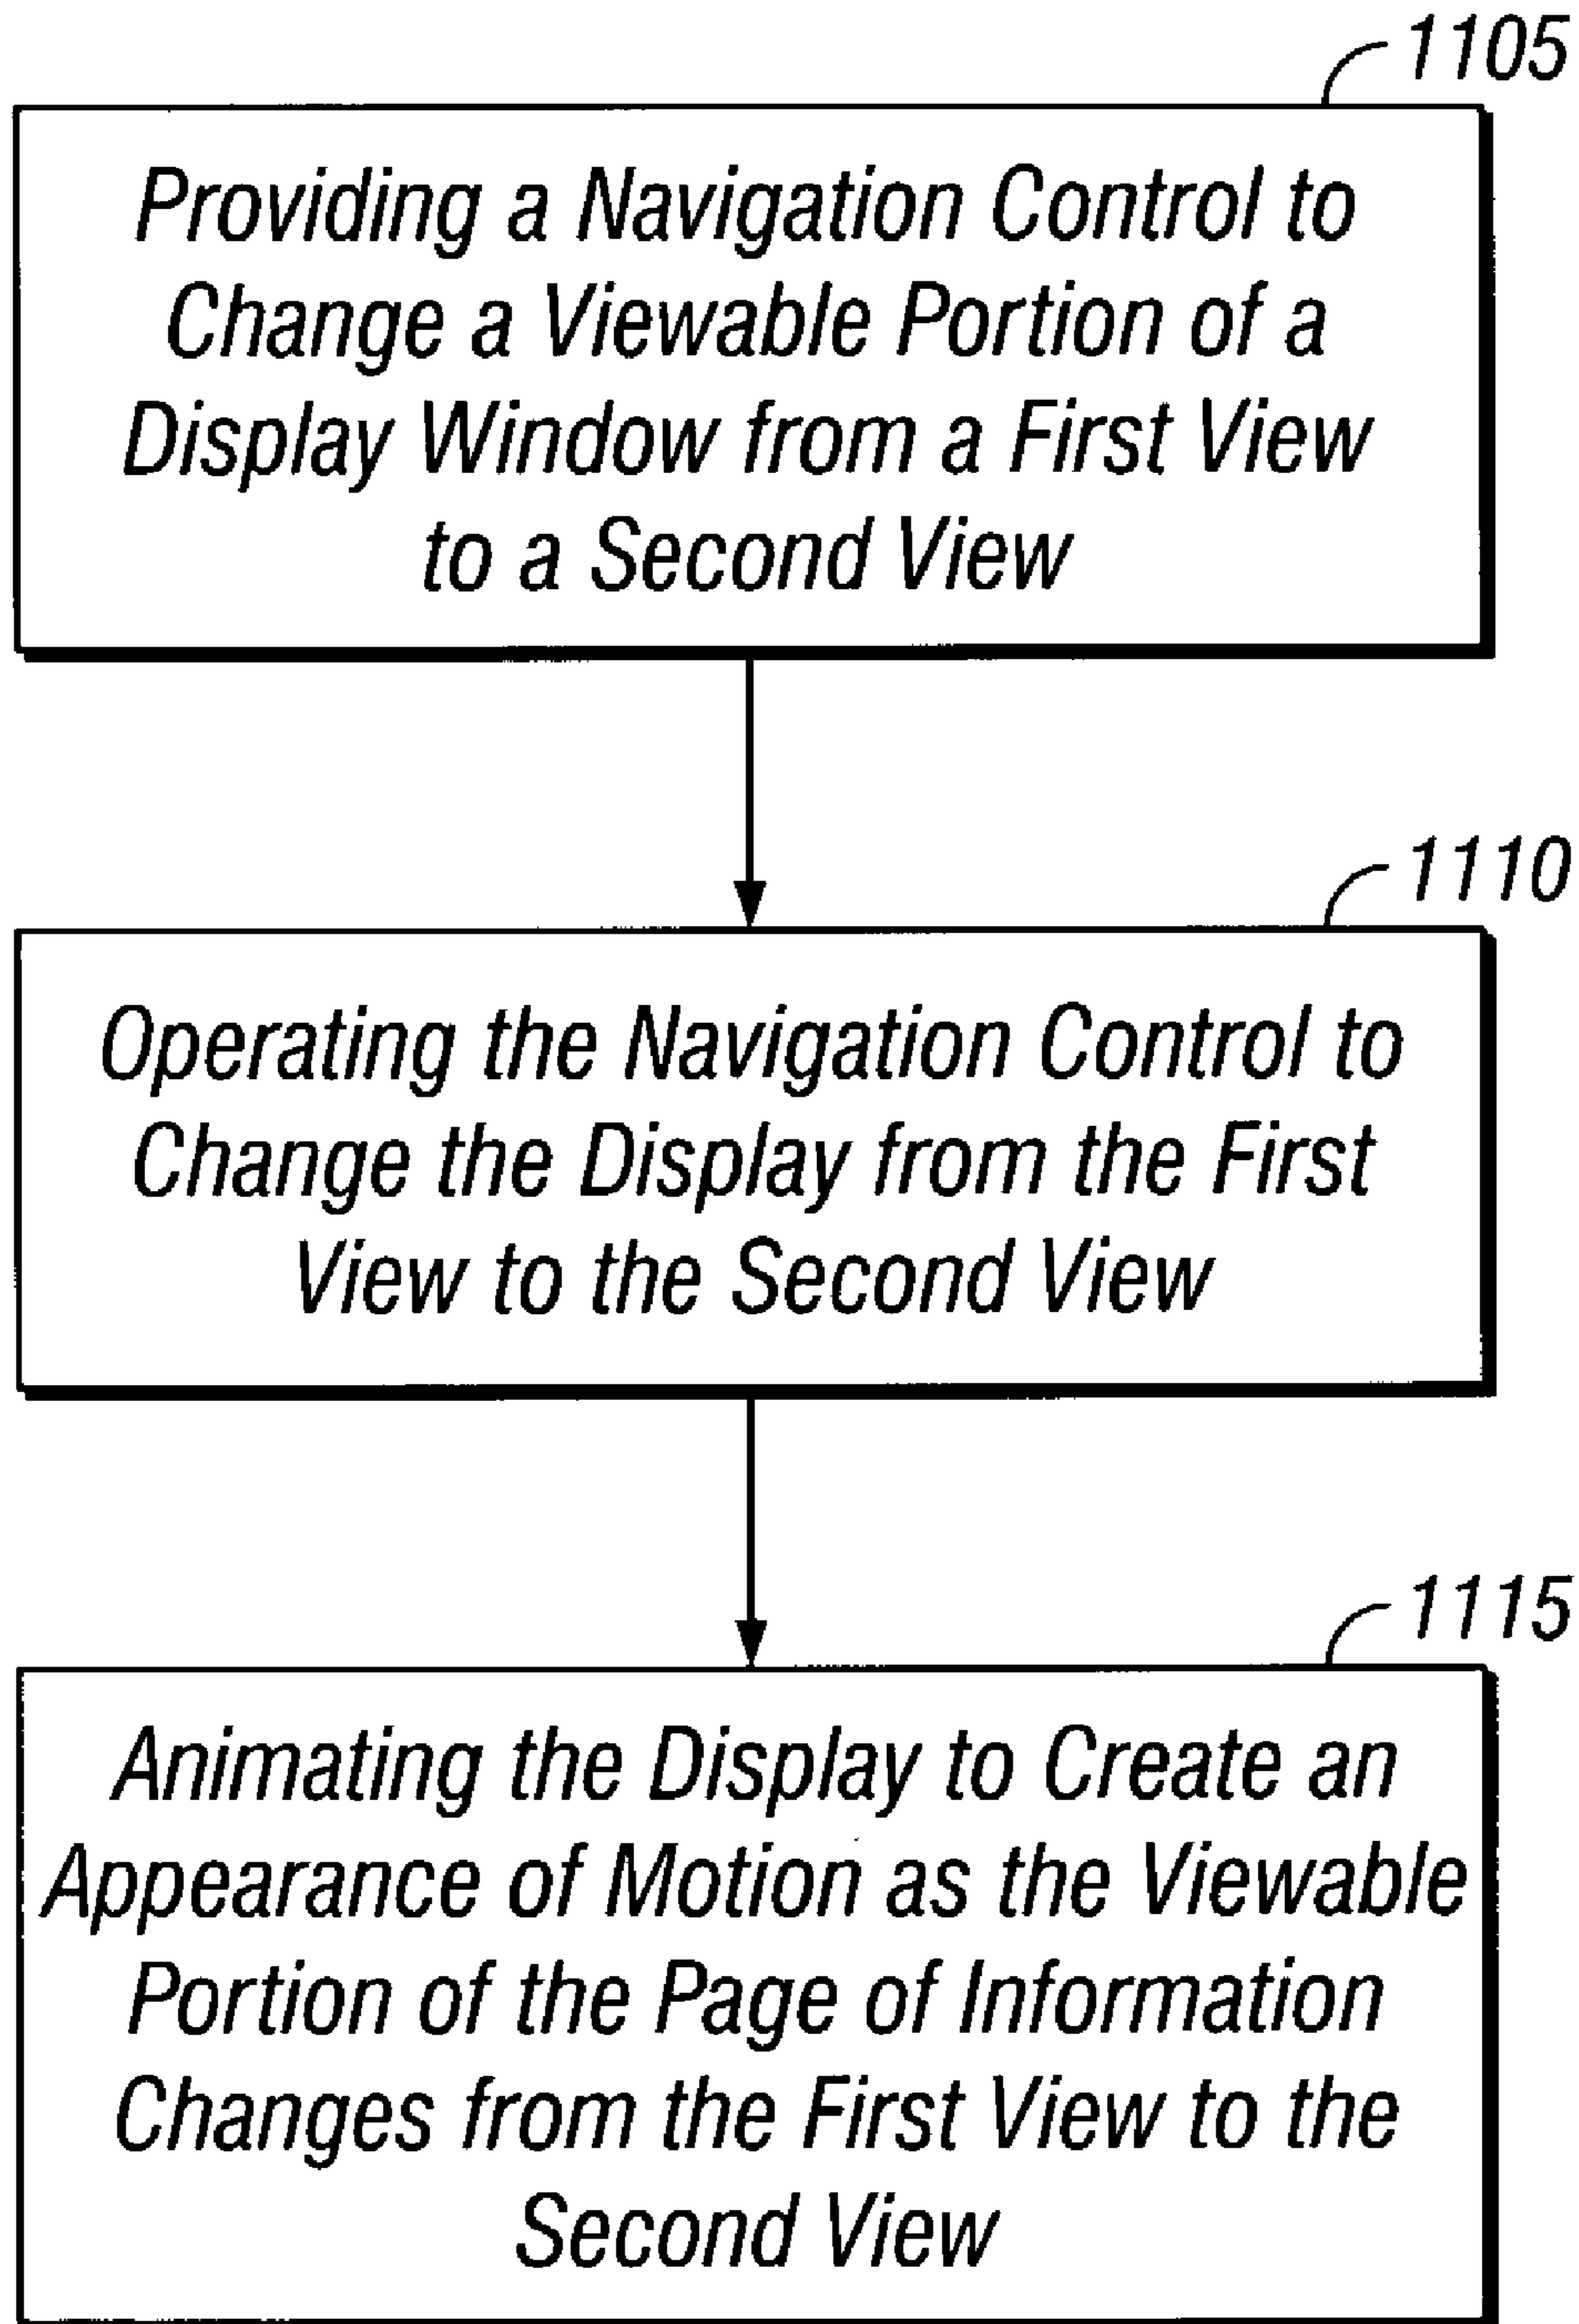 1105
Providing a Navigation Control to
Change a Viewable Portion of a
Display Window from a First View
to a Second View
1110
Operating the Navigation Control to
Change the Display from the First
View to the Second View
1115
Animating the Display to Create an
Appearance of Motion as the Viewable
Portion of the Page of Information
Changes from the First View to the
Second View